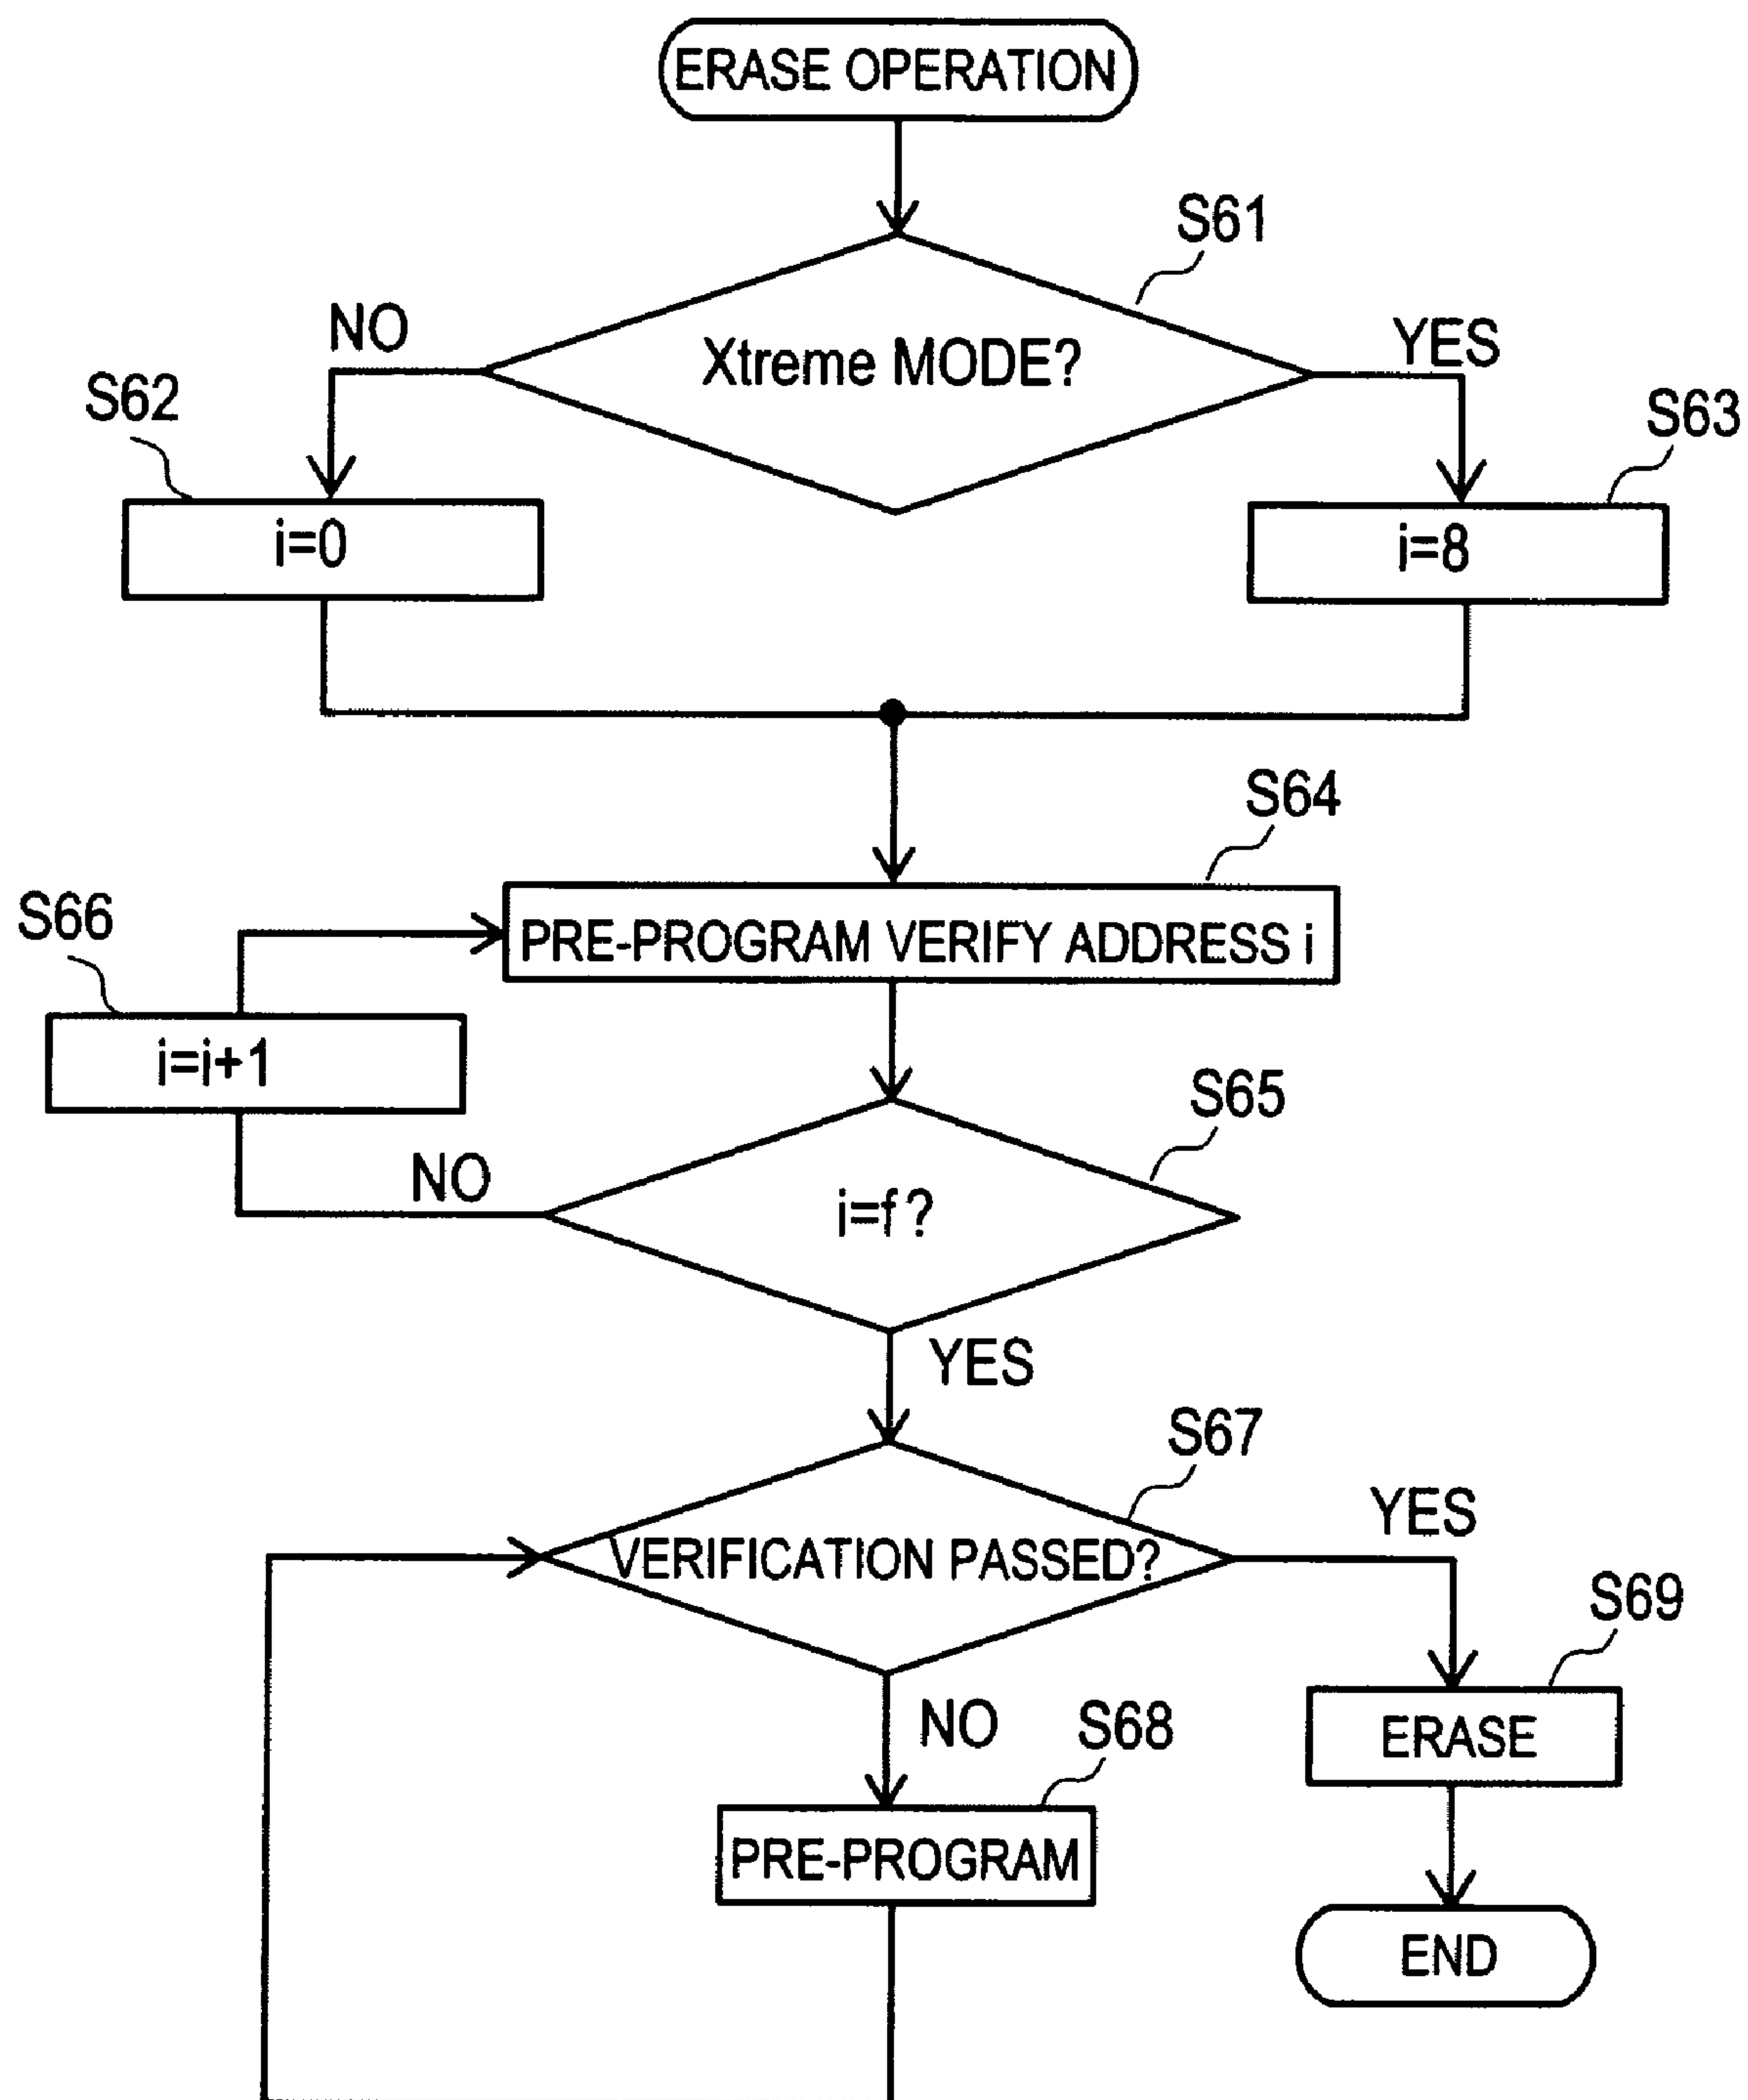 ERASE OPERATION
S61
Xtreme MODE?
NO
YES
S62
S63
i=0
i=8
S64
PRE-PROGRAM VERIFY ADDRESS i
S66
i=i+1
S65
i=f?
NO
YES
S67
VERIFICATION PASSED?
YES
S69
NO
S68
ERASE
PRE-PROGRAM
END